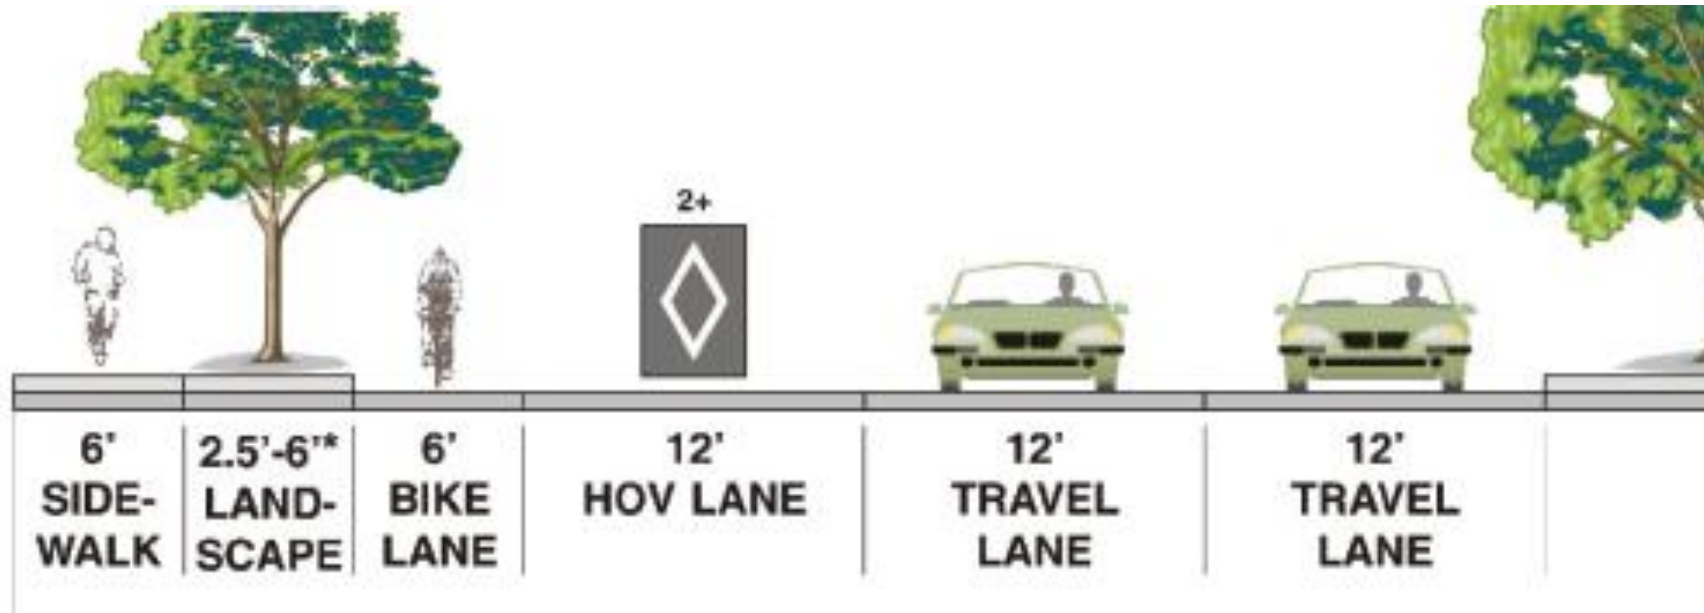 2+
6' 2.5'-6'* 6' 12' 12' 12'
SIDE- LAND- BIKE HOV LANE TRAVEL TRAVEL
WALK SCAPE LANE LANE LANE